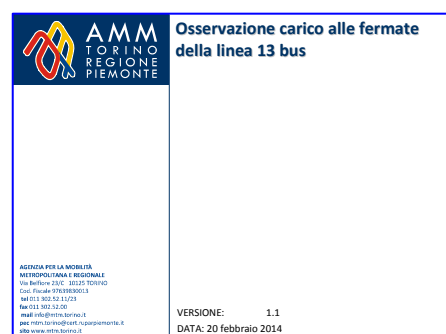 AMM
TORINO
REGIONE
PIEMONTE
Osservazione carico alle fermate
della linea 13 bus
AGENZIA PER LA MOBILITÀ
METROPOLITANA E REGIONALE
Via Belfiore 23/C 10125 TORINO
Cod. Fiscale 97639830013
tel 011 302.52.11/23
fax 011 302.52.00
mail info@mtm.torino.it
pec mtm.torino@cert.ruparpiemonte.it
sito www.mtm.torino.it
VERSIONE: 1.1
DATA: 20 febbraio 2014